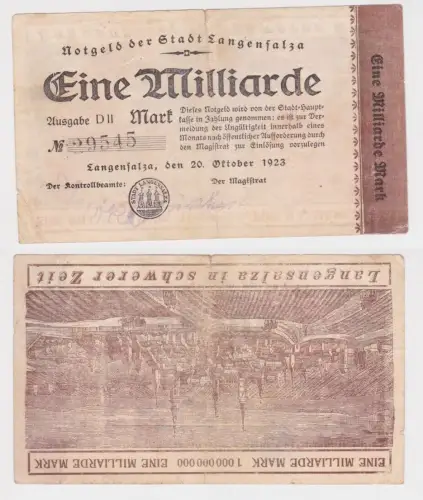 Notgeld der Stadt Langensalza
Eine Milliarde
Ausgabe D II Mark
Dieses Notgeld wird von der Stadt-Haupt-
kasse in Zahlung genommen; es ist zur Ver-
meidung der Ungültigkeit innerhalb eines
Monats nach öffentlicher Aufforderung durch
den Magistrat zur Einlösung vorzulegen
№ 29545
Langensalza, den 20. Oktober 1923
Der Kontrollbeamte:
Der Magistrat
STADT LANGENSALZA
Eine Milliarde Mark
Langensalza in schwerer Zeit
EINE MILLIARDE MARK 1 000 000 000 EINE MILLIARDE MARK